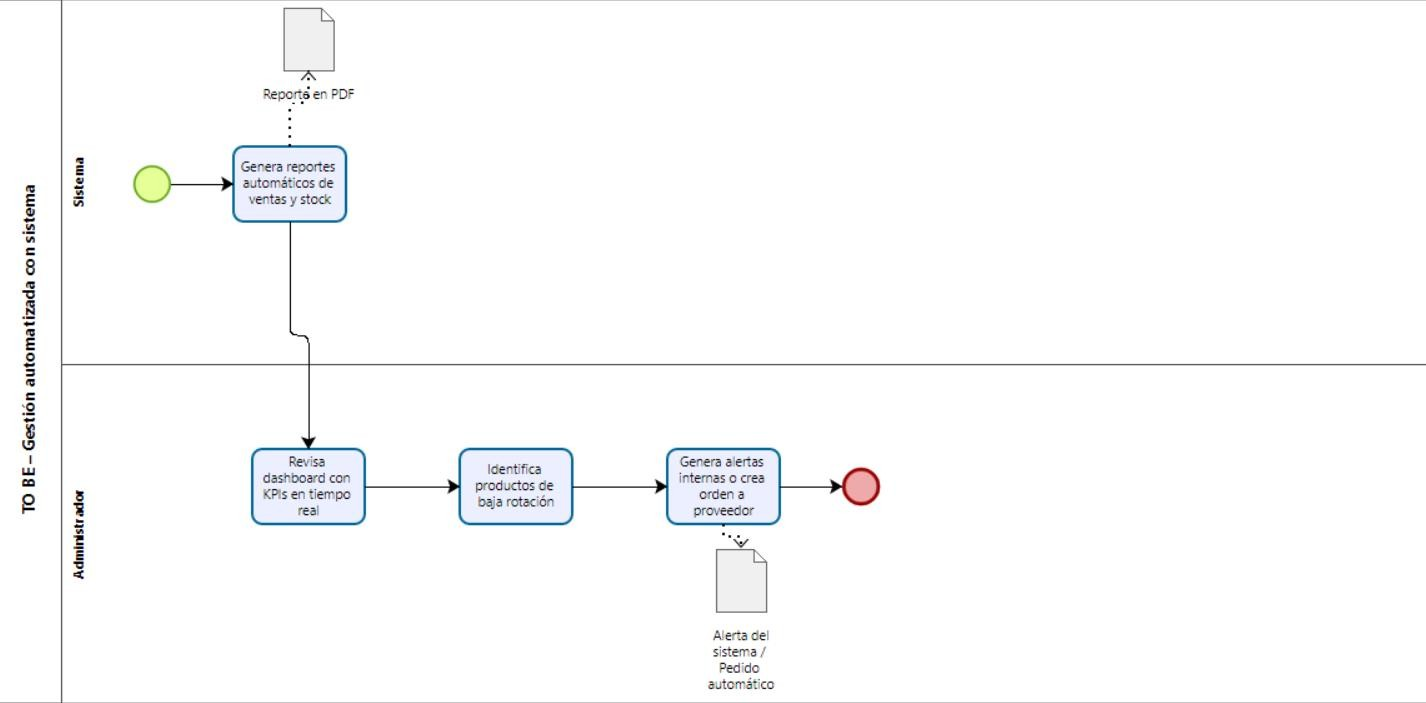 TO BE – Gestión automatizada con sistema
Sistema
Reporte en PDF
Genera reportes
automáticos de
ventas y stock
Administrador
Revisa
dashboard con
KPIs en tiempo
real
Identifica
productos de
baja rotación
Genera alertas
internas o crea
orden a
proveedor
Alerta del
sistema /
Pedido
automático